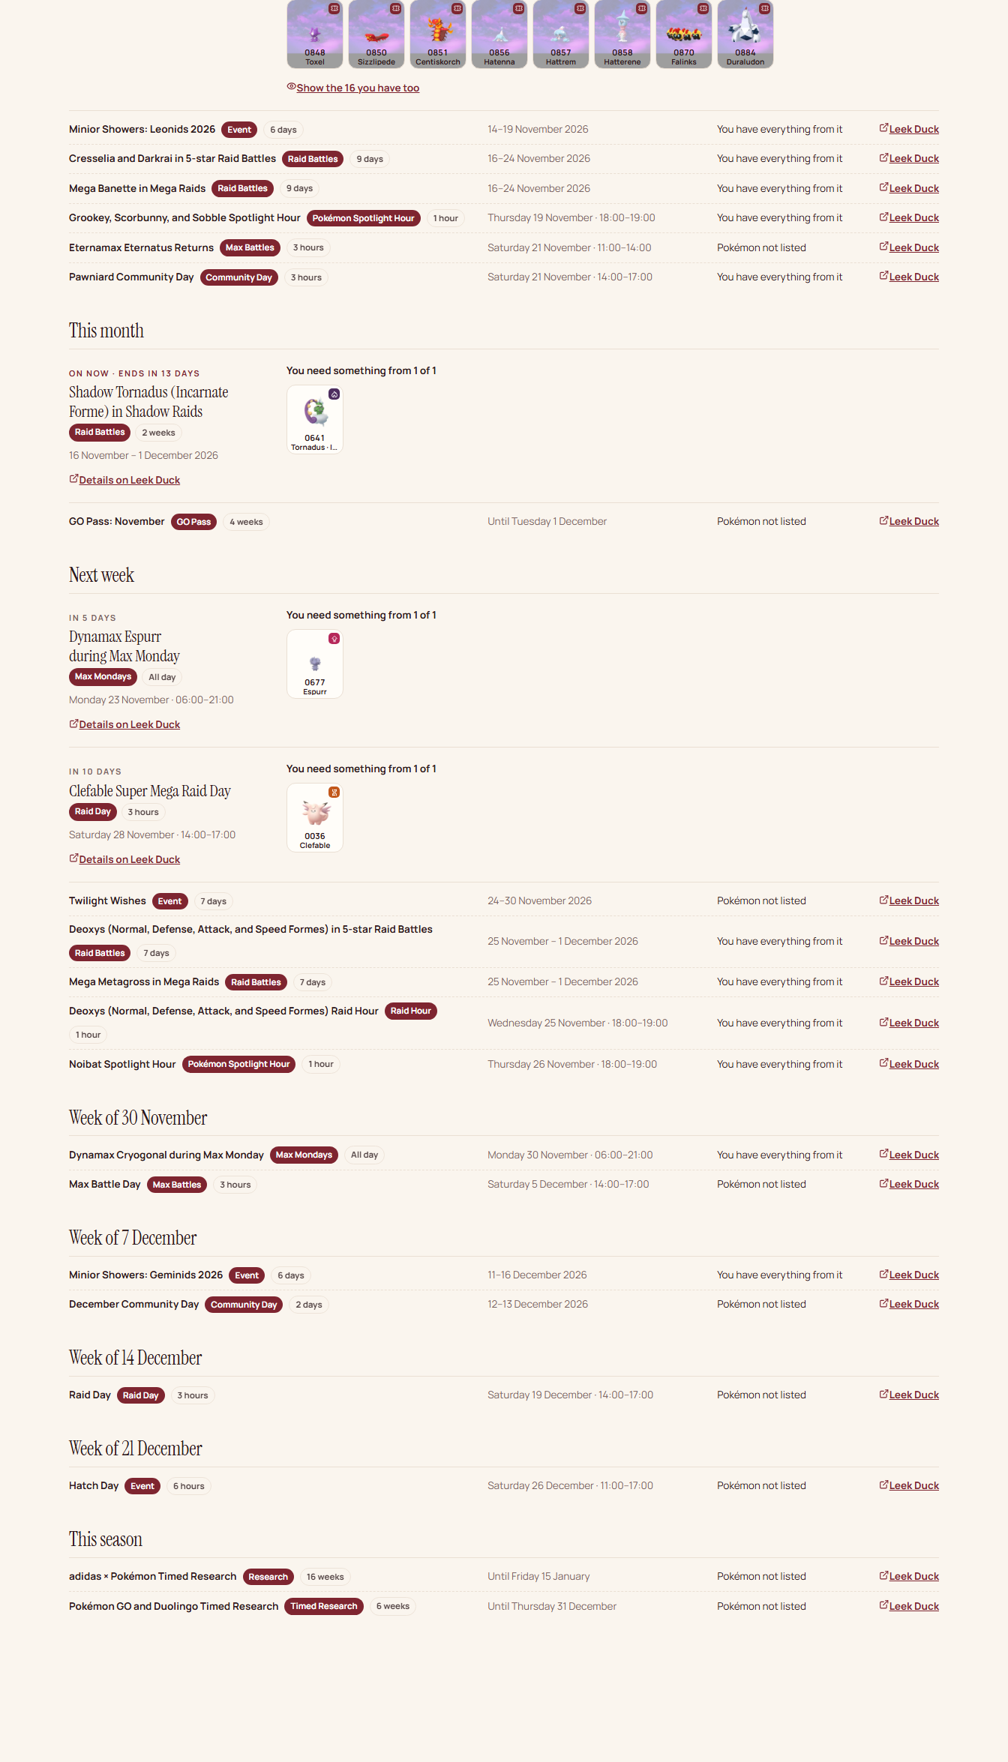 0848 0850 0851 0856 0857 0858 0870 0884
Toxel Sizzlipede Centiskorch Hatenna Hattrem Hatterene Falinks Duraludon
Show the 16 you have too
Minior Showers: Leonids 2026 Event 6 days 14–19 November 2026 You have everything from it Leek Duck
Cresselia and Darkrai in 5-star Raid Battles Raid Battles 9 days 16–24 November 2026 You have everything from it Leek Duck
Mega Banette in Mega Raids Raid Battles 9 days 16–24 November 2026 You have everything from it Leek Duck
Grookey, Scorbunny, and Sobble Spotlight Hour Pokémon Spotlight Hour 1 hour Thursday 19 November · 18:00–19:00 You have everything from it Leek Duck
Eternamax Eternatus Returns Max Battles 3 hours Saturday 21 November · 11:00–14:00 Pokémon not listed Leek Duck
Pawniard Community Day Community Day 3 hours Saturday 21 November · 14:00–17:00 You have everything from it Leek Duck
This month
ON NOW · ENDS IN 13 DAYS
Shadow Tornadus (Incarnate
Forme) in Shadow Raids
Raid Battles 2 weeks
16 November – 1 December 2026
Details on Leek Duck
You need something from 1 of 1
0641
Tornadus · I...
GO Pass: November GO Pass 4 weeks Until Tuesday 1 December Pokémon not listed Leek Duck
Next week
IN 5 DAYS
Dynamax Espurr
during Max Monday
Max Mondays All day
Monday 23 November · 06:00–21:00
Details on Leek Duck
You need something from 1 of 1
0677
Espurr
IN 10 DAYS
Clefable Super Mega Raid Day
Raid Day 3 hours
Saturday 28 November · 14:00–17:00
Details on Leek Duck
You need something from 1 of 1
0036
Clefable
Twilight Wishes Event 7 days 24–30 November 2026 Pokémon not listed Leek Duck
Deoxys (Normal, Defense, Attack, and Speed Formes) in 5-star Raid Battles
Raid Battles 7 days 25 November – 1 December 2026 You have everything from it Leek Duck
Mega Metagross in Mega Raids Raid Battles 7 days 25 November – 1 December 2026 You have everything from it Leek Duck
Deoxys (Normal, Defense, Attack, and Speed Formes) Raid Hour Raid Hour
1 hour Wednesday 25 November · 18:00–19:00 You have everything from it Leek Duck
Noibat Spotlight Hour Pokémon Spotlight Hour 1 hour Thursday 26 November · 18:00–19:00 You have everything from it Leek Duck
Week of 30 November
Dynamax Cryogonal during Max Monday Max Mondays All day Monday 30 November · 06:00–21:00 You have everything from it Leek Duck
Max Battle Day Max Battles 3 hours Saturday 5 December · 14:00–17:00 Pokémon not listed Leek Duck
Week of 7 December
Minior Showers: Geminids 2026 Event 6 days 11–16 December 2026 You have everything from it Leek Duck
December Community Day Community Day 2 days 12–13 December 2026 Pokémon not listed Leek Duck
Week of 14 December
Raid Day Raid Day 3 hours Saturday 19 December · 14:00–17:00 Pokémon not listed Leek Duck
Week of 21 December
Hatch Day Event 6 hours Saturday 26 December · 11:00–17:00 Pokémon not listed Leek Duck
This season
adidas × Pokémon Timed Research Research 16 weeks Until Friday 15 January Pokémon not listed Leek Duck
Pokémon GO and Duolingo Timed Research Timed Research 6 weeks Until Thursday 31 December Pokémon not listed Leek Duck